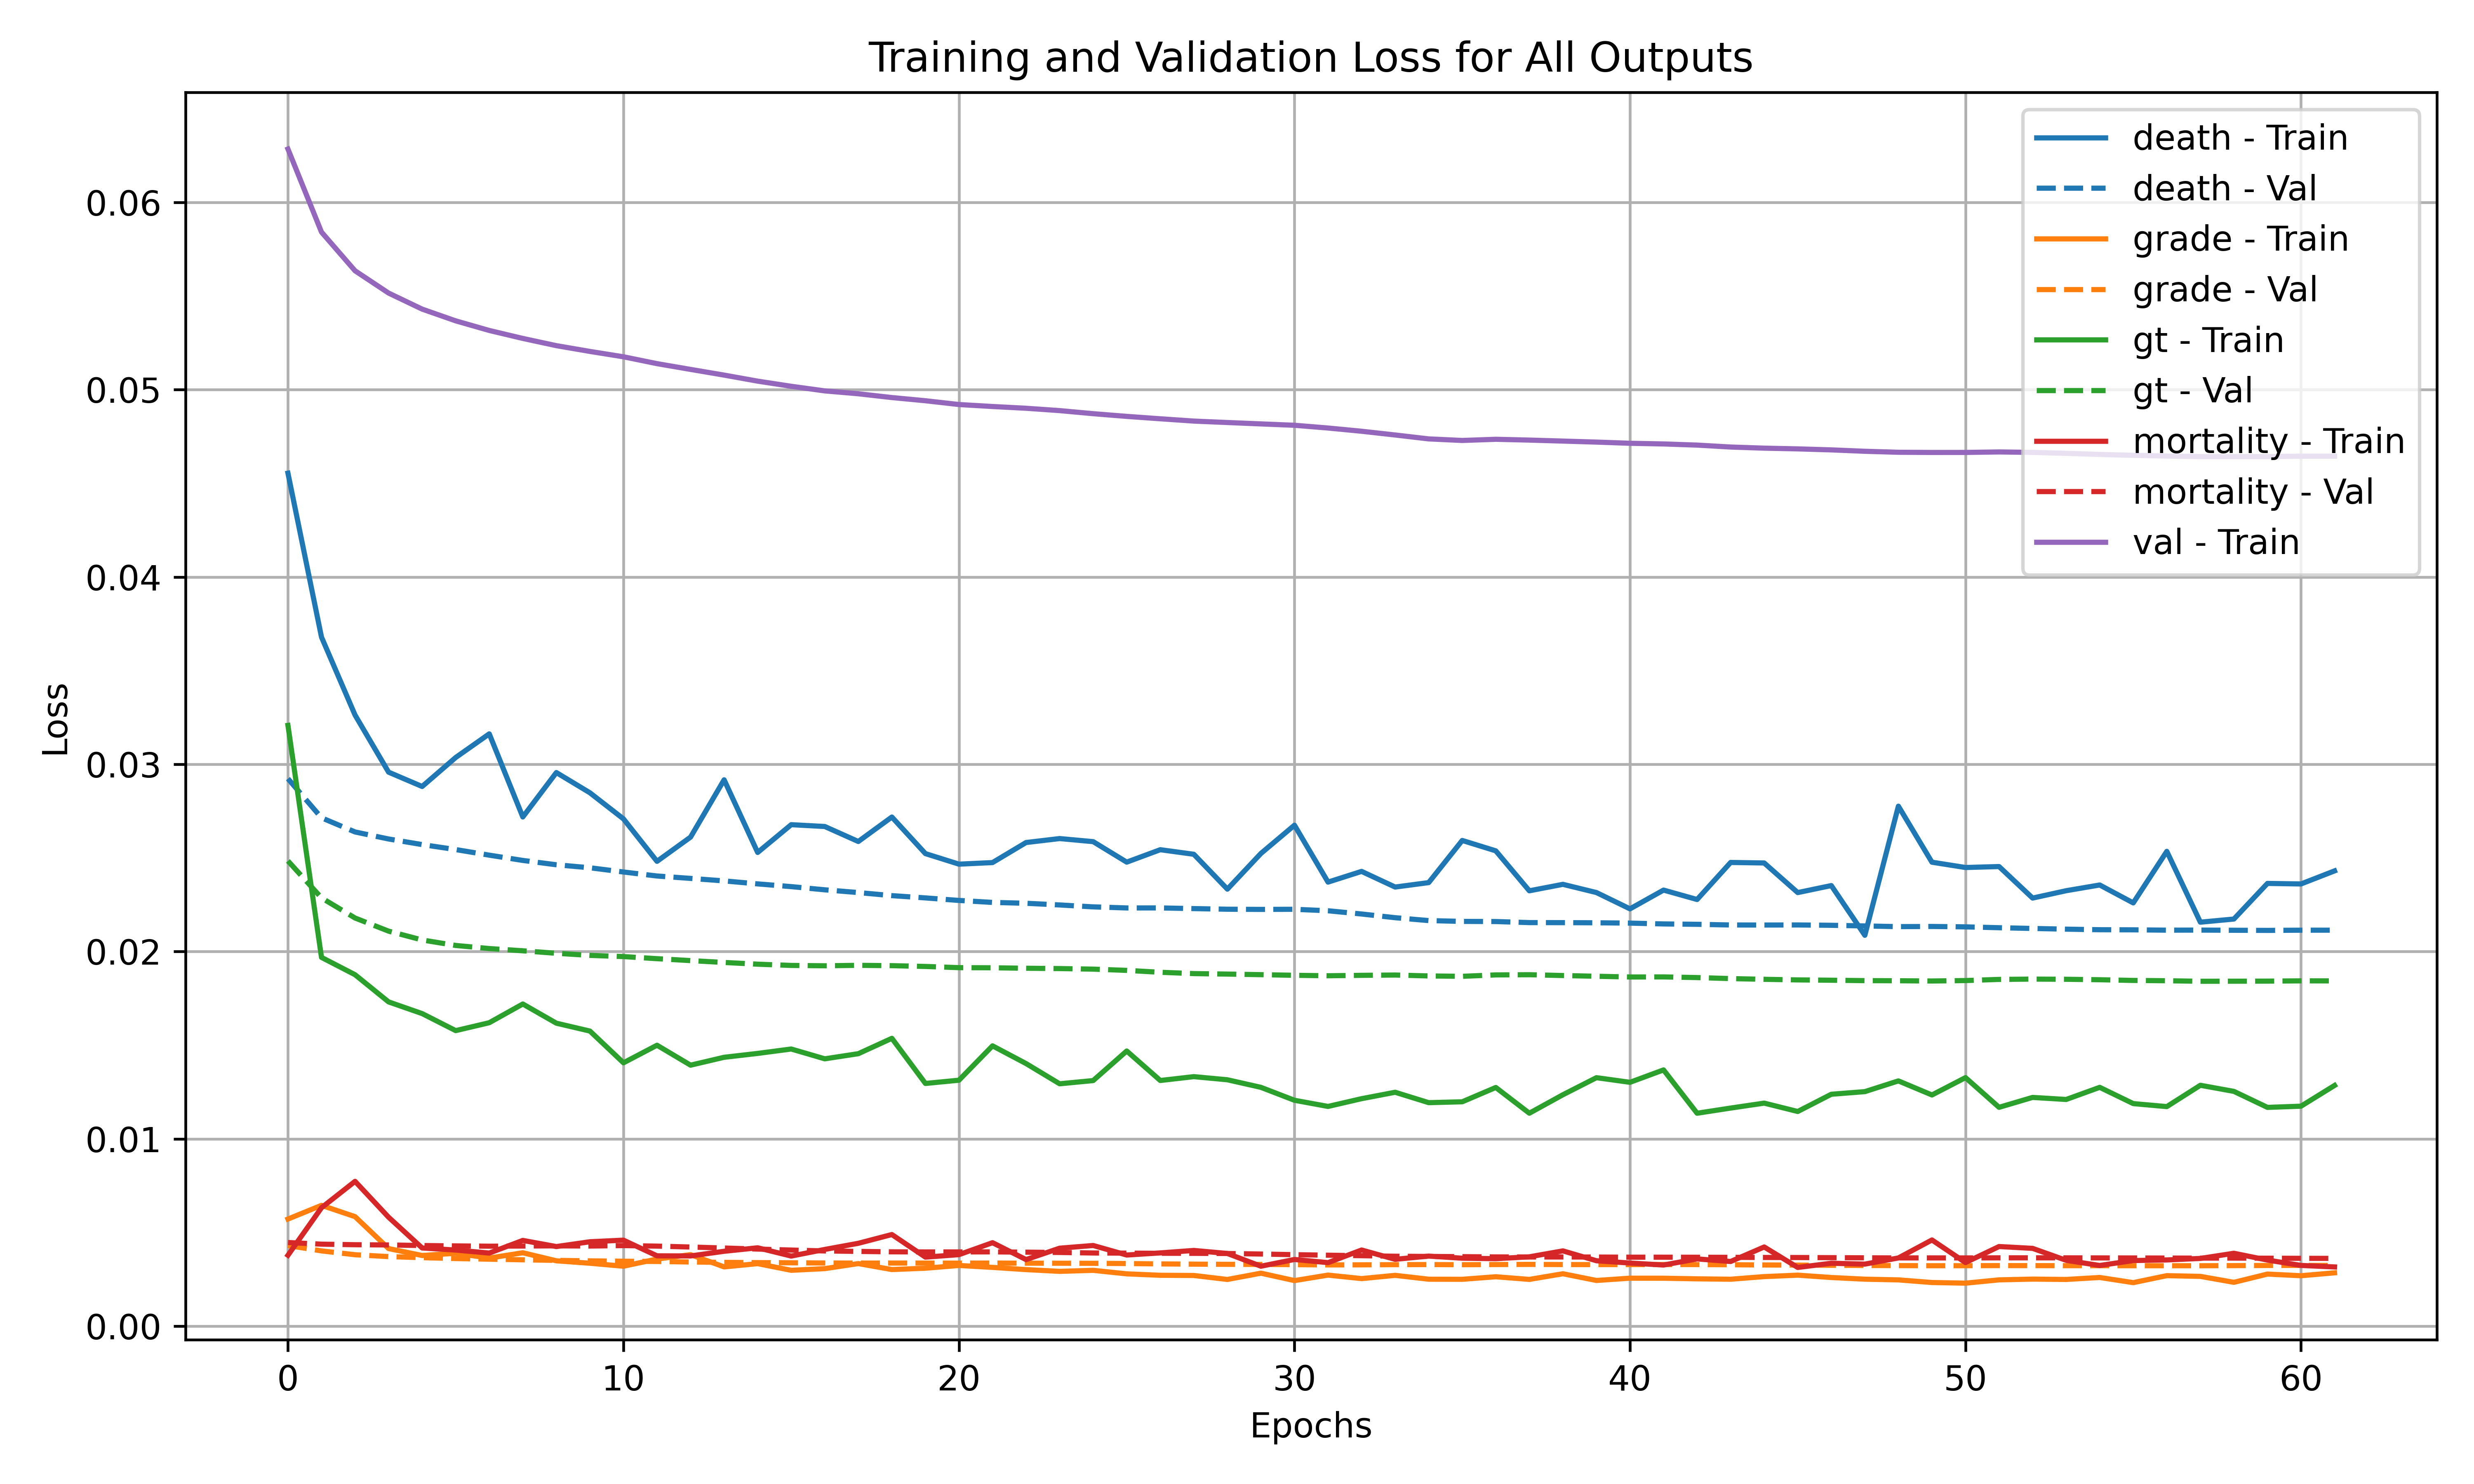 Training and Validation Loss for All Outputs
death - Train
death - Val
grade - Train
grade - Val
gt - Train
gt - Val
mortality - Train
mortality - Val
val - Train
0.06
0.05
0.04
0.03
0.02
0.01
0.00
Loss
0 10 20 30 40 50 60
Epochs